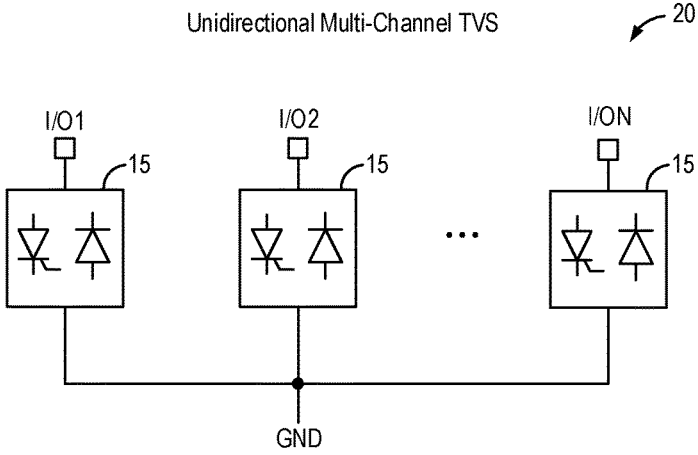 Unidirectional Multi-Channel TVS
20
I/O1
I/O2
I/ON
15
15
15
...
GND